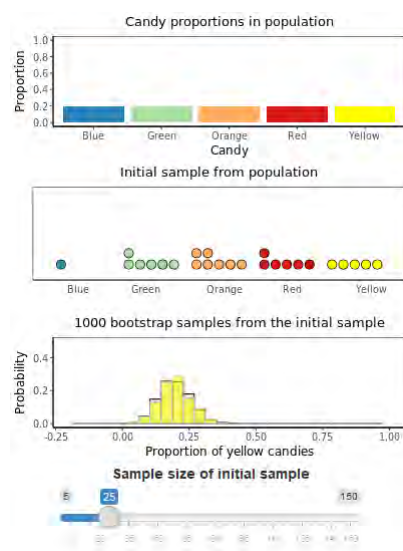 Candy proportions in population
1.0
0.8
0.6
0.4
0.2
0.0
Proportion
Blue Green Orange Red Yellow
Candy
Initial sample from population
Blue Green Orange Red Yellow
1000 bootstrap samples from the initial sample
0.4
0.2
0.0
Probability
-0.25 0.00 0.25 0.50 0.75 1.00
Proportion of yellow candies
Sample size of initial sample
5 25 150